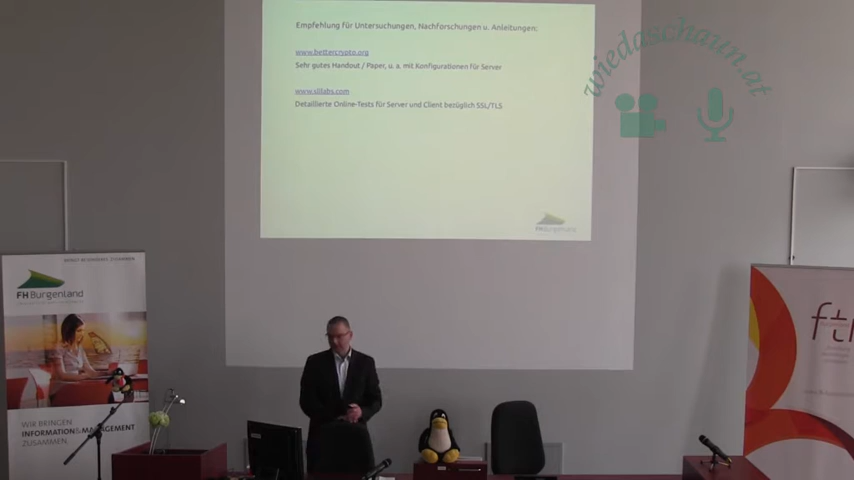 Empfehlung für Untersuchungen, Nachforschungen u. Anleitungen:
www.bettercrypto.org
Sehr gutes Handout / Paper, u. a. mit Konfigurationen für Server
www.ssllabs.com
Detaillierte Online-Tests für Server und Client bezüglich SSL/TLS
FH Burgenland
wiedaschaun.at
FH Burgenland
WIR BRINGEN
INFORMATION & MANAGEMENT
ZUSAMMEN